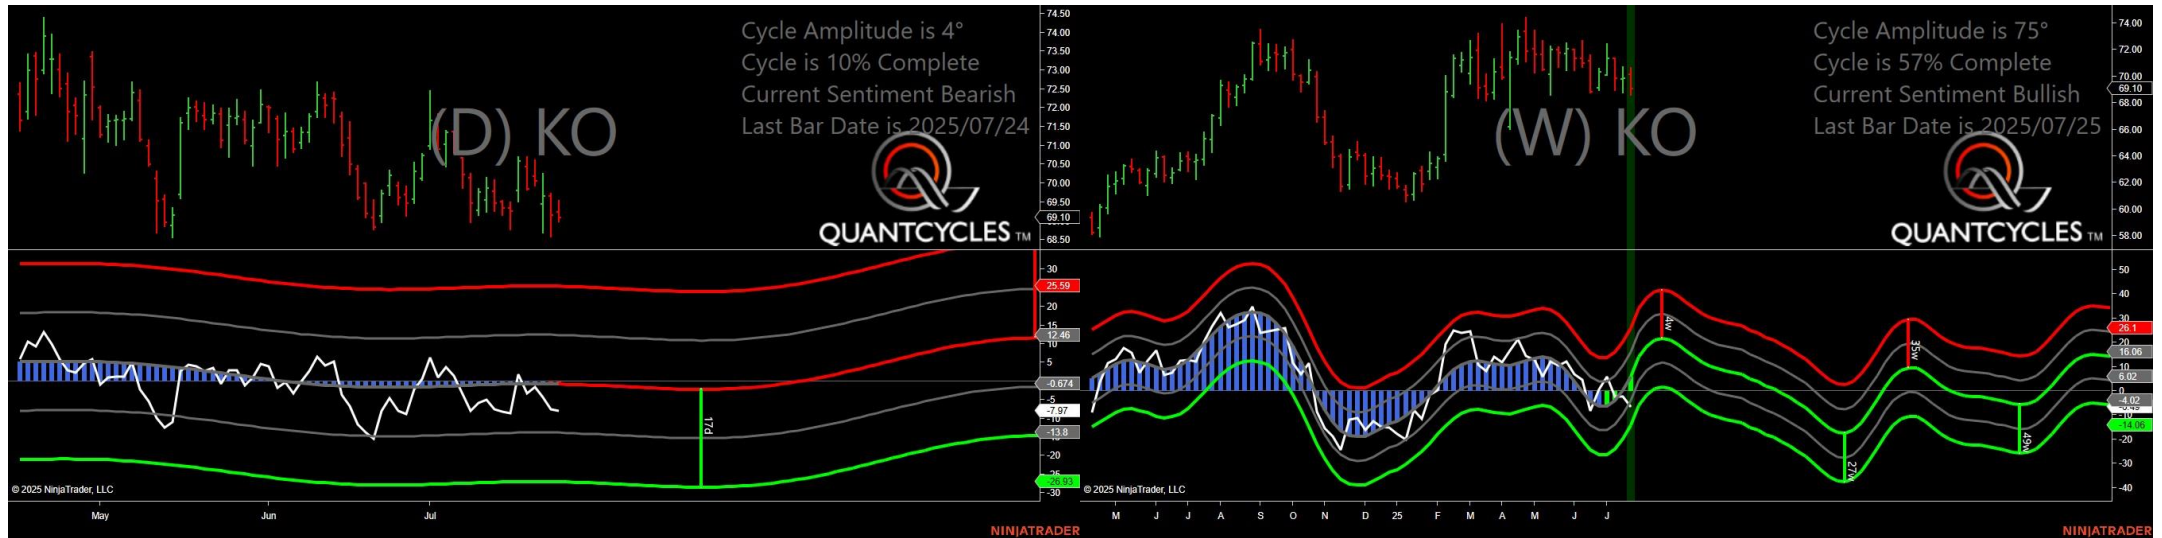 Cycle Amplitude is 4°
Cycle is 10% Complete
Current Sentiment Bearish
Last Bar Date is 2025/07/24
(D) KO
QUANTCYCLES TM
74.50
74.00
73.50
73.00
72.50
72.00
71.50
71.00
70.50
70.00
69.50
69.10
68.50
30
25.59
20
15
12.46
10
5
-0.674
-5
-7.97
-10
-13.8
-20
-26.93
-30
17d
© 2025 NinjaTrader, LLC
May Jun Jul
NINJATRADER
Cycle Amplitude is 75°
Cycle is 57% Complete
Current Sentiment Bullish
Last Bar Date is 2025/07/25
(W) KO
QUANTCYCLES TM
74.00
72.00
70.00
69.10
68.00
66.00
64.00
62.00
60.00
58.00
50
40
30
26.1
20
16.06
10
6.02
0
-4.02
-10
-14.06
-20
-30
-40
4w
27w
35w
49w
© 2025 NinjaTrader, LLC
M J J A S O N D 25 F M A M J J
NINJATRADER